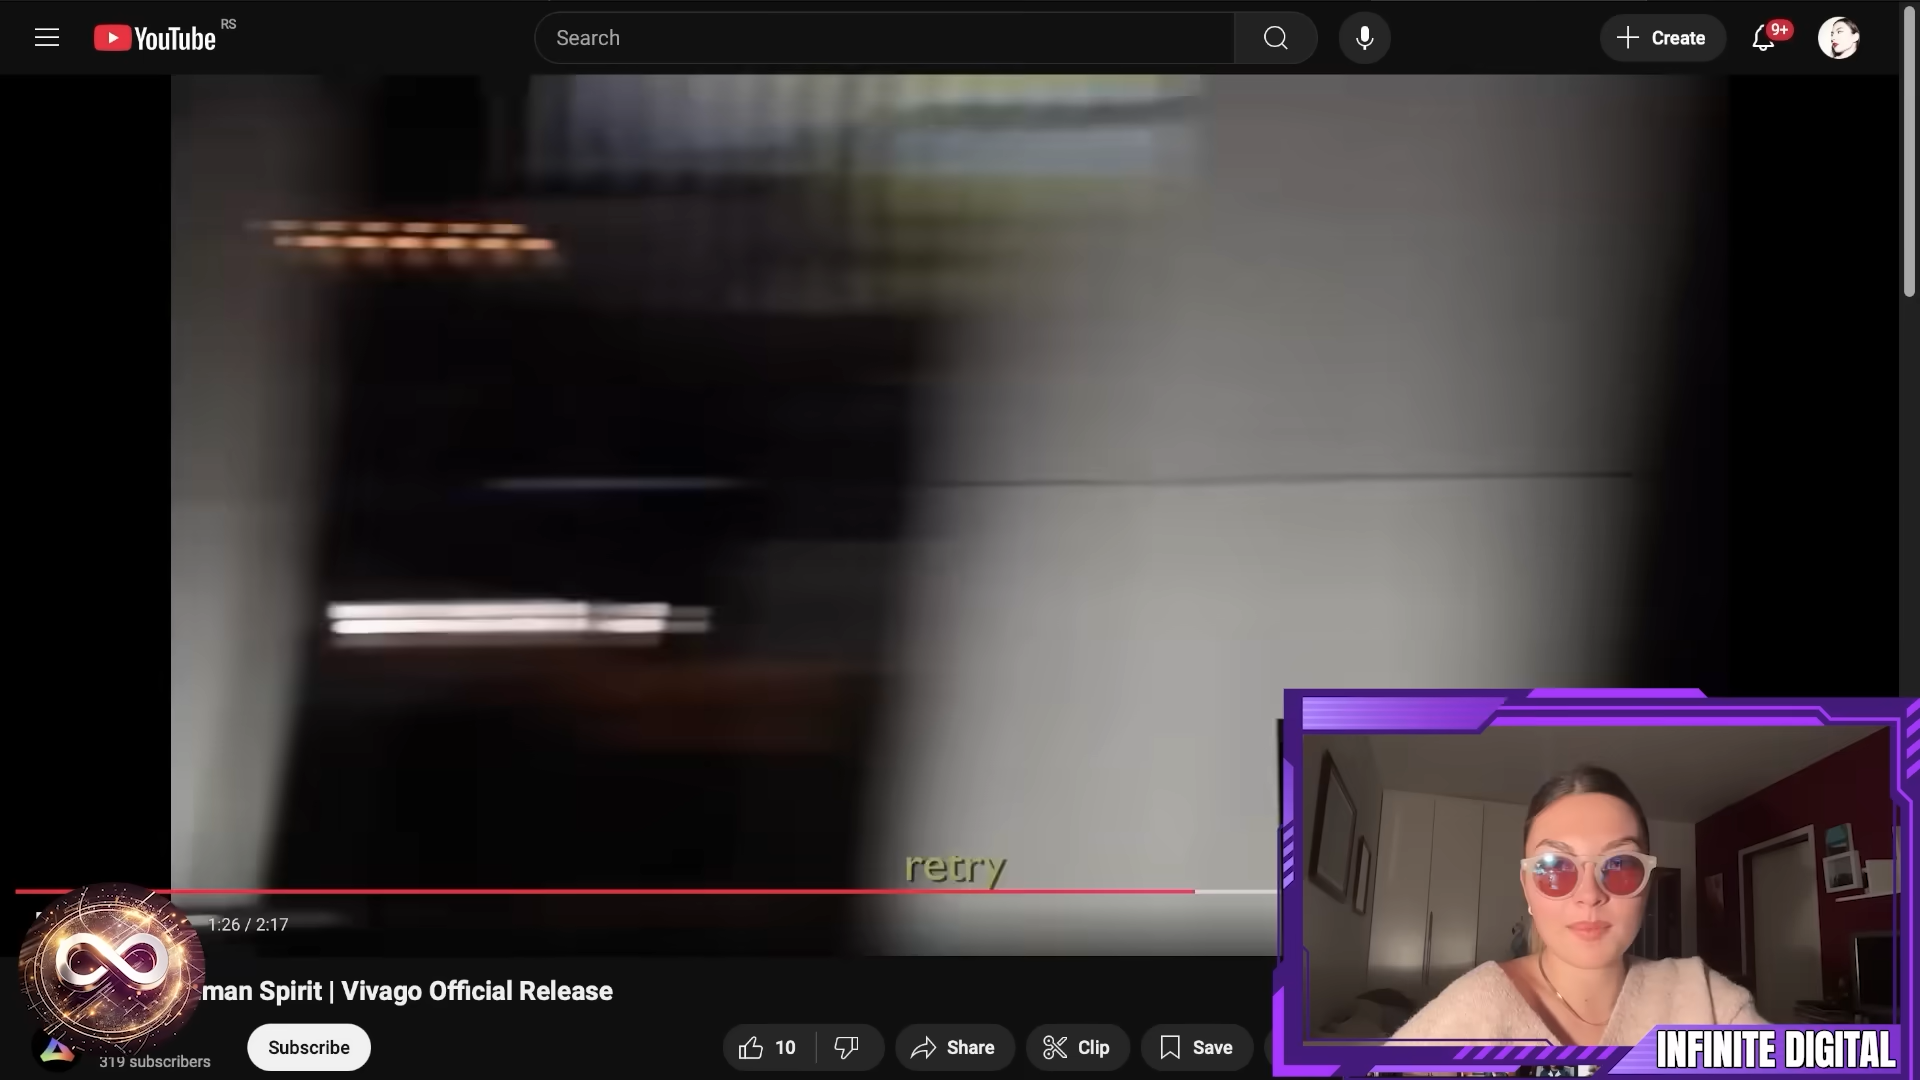 YouTube RS
Search
Create
9+
retry
1:26 / 2:17
man Spirit | Vivago Official Release
319 subscribers
Subscribe
10
Share
Clip
Save
INFINITE DIGITAL